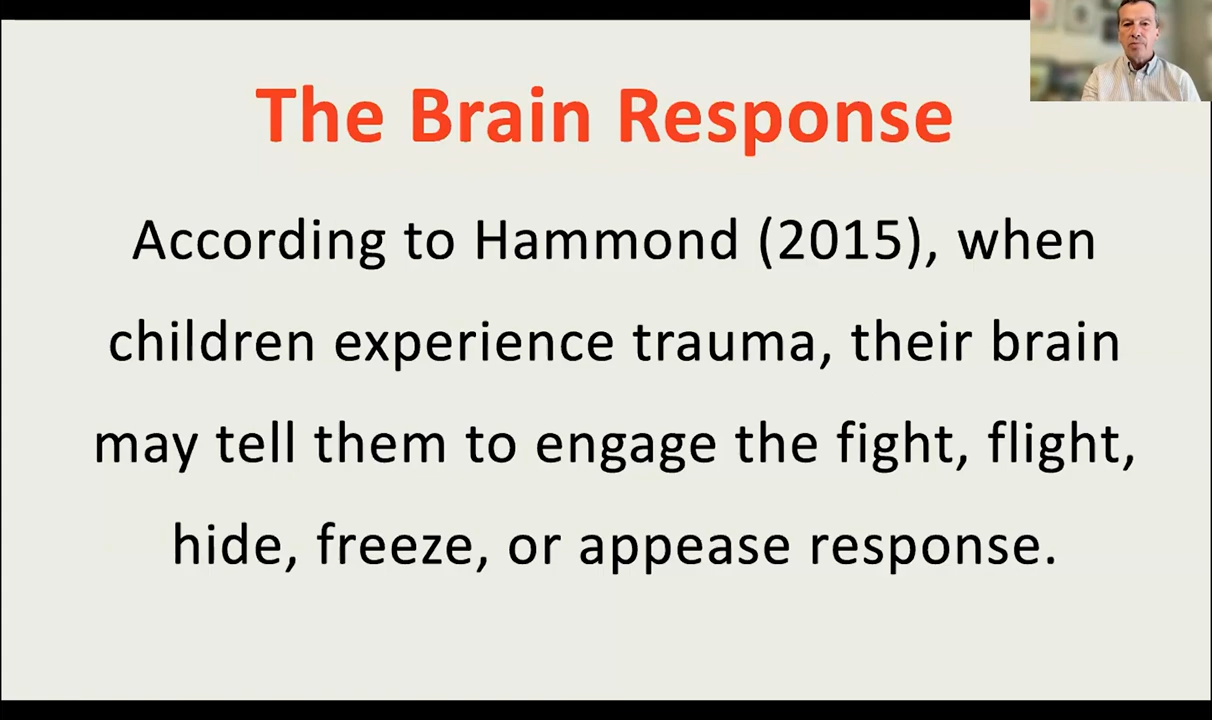 The Brain Response
According to Hammond (2015), when
children experience trauma, their brain
may tell them to engage the fight, flight,
hide, freeze, or appease response.